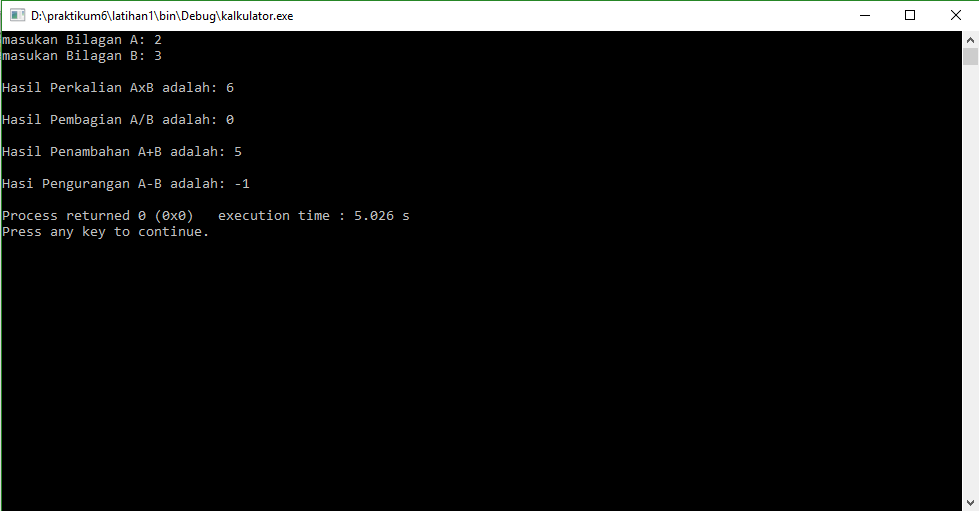 D:\praktikum6\latihan1\bin\Debug\kalkulator.exe
masukan Bilagan A: 2
masukan Bilagan B: 3
Hasil Perkalian AxB adalah: 6
Hasil Pembagian A/B adalah: 0
Hasil Penambahan A+B adalah: 5
Hasi Pengurangan A-B adalah: -1
Process returned 0 (0x0)   execution time : 5.026 s
Press any key to continue.